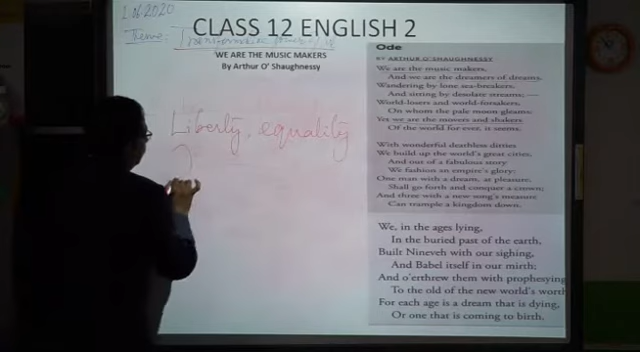 1.06.2020
CLASS 12 ENGLISH 2
Theme:
WE ARE THE MUSIC MAKERS
By Arthur O' Shaughnessy
Liberty, equality
Ode
BY ARTHUR O'SHAUGHNESSY
We are the music makers,
And we are the dreamers of dreams,
Wandering by lone sea-breakers,
And sitting by desolate streams;—
World-losers and world-forsakers,
On whom the pale moon gleams:
Yet we are the movers and shakers
Of the world for ever, it seems.
With wonderful deathless ditties
We build up the world's great cities,
And out of a fabulous story
We fashion an empire's glory:
One man with a dream, at pleasure,
Shall go forth and conquer a crown;
And three with a new song's measure
Can trample a kingdom down.
We, in the ages lying,
In the buried past of the earth,
Built Nineveh with our sighing,
And Babel itself in our mirth;
And o'erthrew them with prophesying
To the old of the new world's worth
For each age is a dream that is dying,
Or one that is coming to birth.